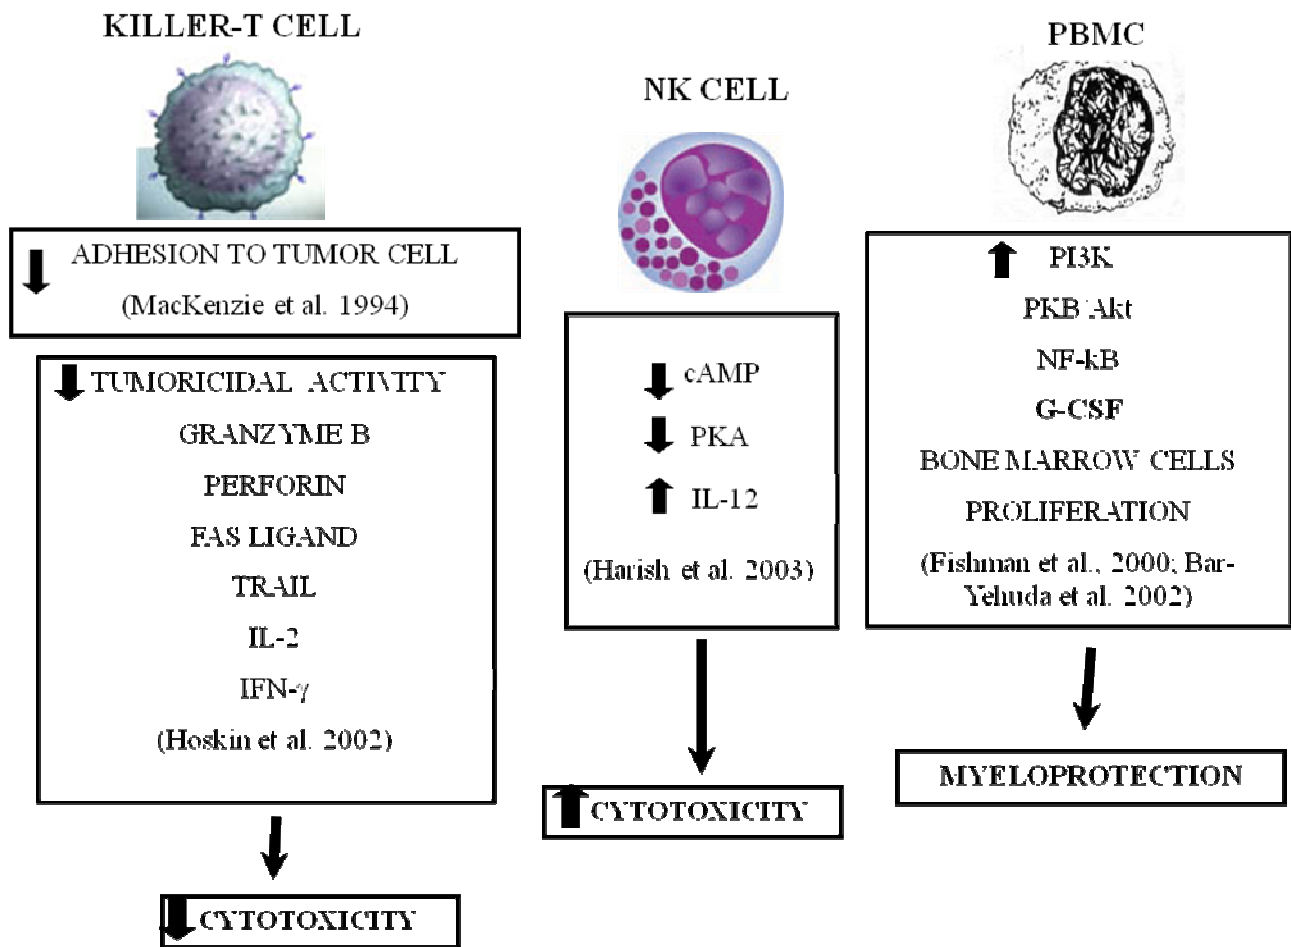 KILLER-T CELL
ADHESION TO TUMOR CELL
(MacKenzie et al. 1994)
TUMORICIDAL ACTIVITY
GRANZYME B
PERFORIN
FAS LIGAND
TRAIL
IL-2
IFN-γ
(Hoskin et al. 2002)
CYTOTOXICITY
NK CELL
cAMP
PKA
IL-12
(Harish et al. 2003)
CYTOTOXICITY
PBMC
PI3K
PKB/Akt
NF-kB
G-CSF
BONE MARROW CELLS
PROLIFERATION
(Fishman et al., 2000; Bar-
Yehuda et al. 2002)
MYELOPROTECTION